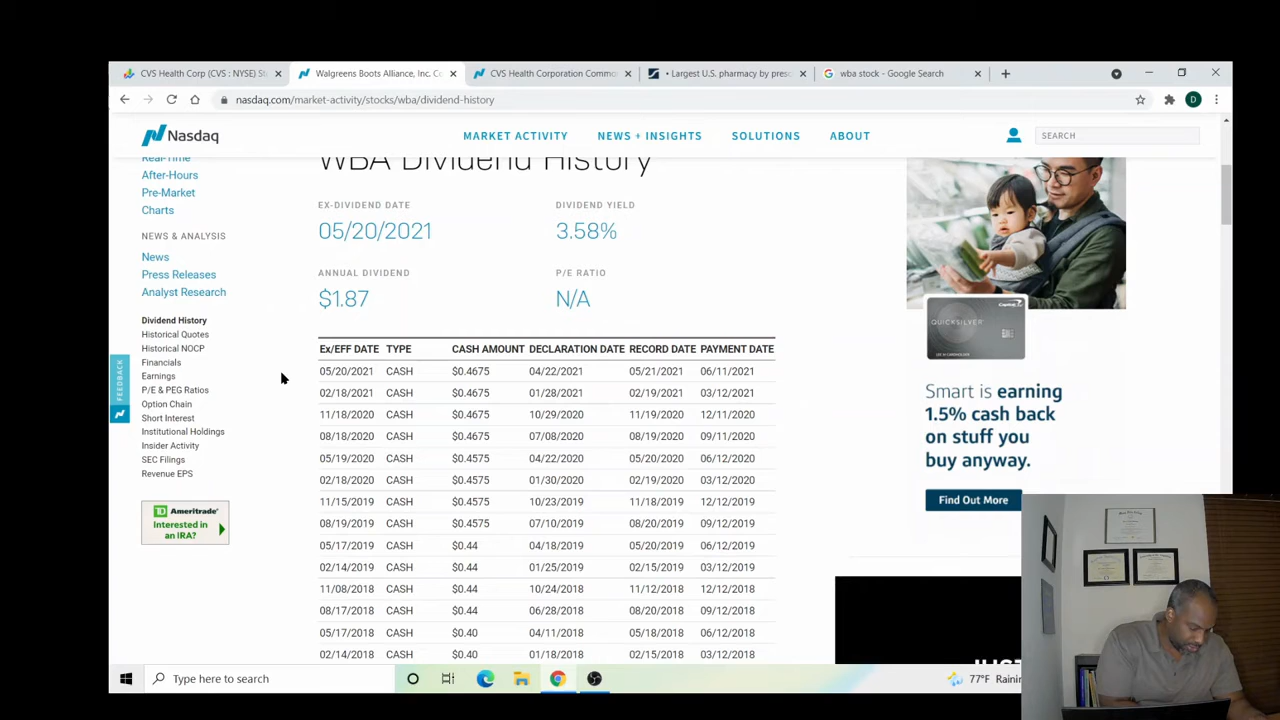 CVS Health Corp (CVS : NYSE) St
Walgreens Boots Alliance, Inc. Co
CVS Health Corporation Commo
• Largest U.S. pharmacy by presc
wba stock - Google Search
nasdaq.com/market-activity/stocks/wba/dividend-history
D
Nasdaq
MARKET ACTIVITY
NEWS + INSIGHTS
SOLUTIONS
ABOUT
SEARCH
Real-Time
After-Hours
Pre-Market
Charts
NEWS & ANALYSIS
News
Press Releases
Analyst Research
Dividend History
Historical Quotes
Historical NOCP
Financials
Earnings
P/E & PEG Ratios
Option Chain
Short Interest
Institutional Holdings
Insider Activity
SEC Filings
Revenue EPS
FEEDBACK
TD Ameritrade
Interested in
an IRA?
WBA Dividend History
EX-DIVIDEND DATE
05/20/2021
DIVIDEND YIELD
3.58%
ANNUAL DIVIDEND
$1.87
P/E RATIO
N/A
Ex/EFF DATE TYPE CASH AMOUNT DECLARATION DATE RECORD DATE PAYMENT DATE
05/20/2021 CASH $0.4675 04/22/2021 05/21/2021 06/11/2021
02/18/2021 CASH $0.4675 01/28/2021 02/19/2021 03/12/2021
11/18/2020 CASH $0.4675 10/29/2020 11/19/2020 12/11/2020
08/18/2020 CASH $0.4675 07/08/2020 08/19/2020 09/11/2020
05/19/2020 CASH $0.4575 04/22/2020 05/20/2020 06/12/2020
02/18/2020 CASH $0.4575 01/30/2020 02/19/2020 03/12/2020
11/15/2019 CASH $0.4575 10/23/2019 11/18/2019 12/12/2019
08/19/2019 CASH $0.4575 07/10/2019 08/20/2019 09/12/2019
05/17/2019 CASH $0.44 04/18/2019 05/20/2019 06/12/2019
02/14/2019 CASH $0.44 01/25/2019 02/15/2019 03/12/2019
11/08/2018 CASH $0.44 10/24/2018 11/12/2018 12/12/2018
08/17/2018 CASH $0.44 06/28/2018 08/20/2018 09/12/2018
05/17/2018 CASH $0.40 04/11/2018 05/18/2018 06/12/2018
02/14/2018 CASH $0.40 01/18/2018 02/15/2018 03/12/2018
Capital One
QUICKSILVER
Smart is earning
1.5% cash back
on stuff you
buy anyway.
Find Out More
Type here to search
77°F Raini